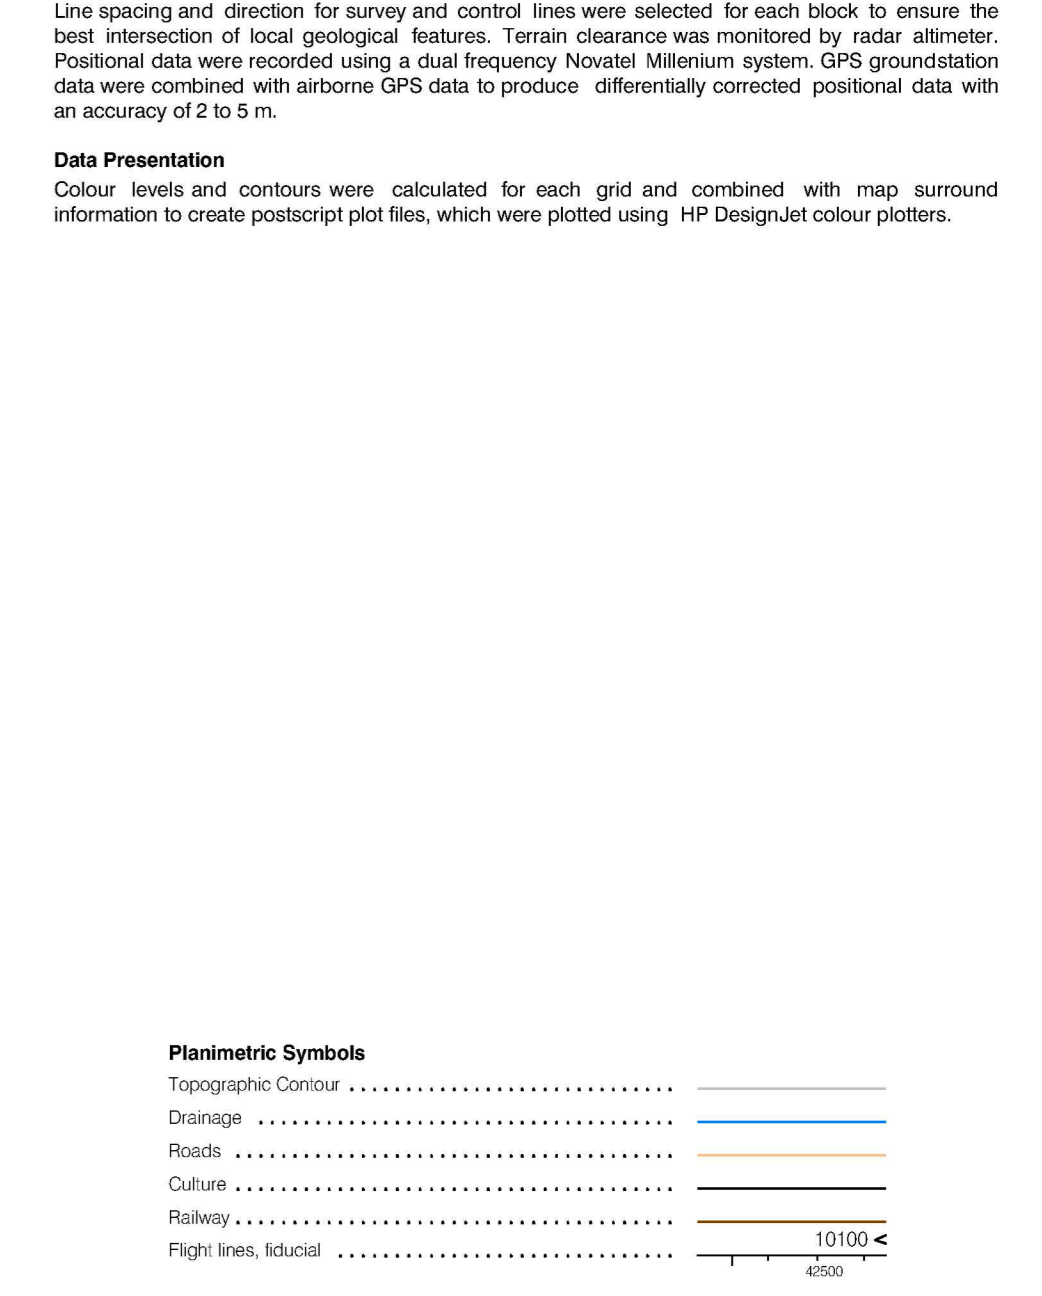 Line spacing and direction for survey and control lines were selected for each block to ensure the
best intersection of local geological features. Terrain clearance was monitored by radar altimeter.
Positional data were recorded using a dual frequency Novatel Millenium system. GPS groundstation
data were combined with airborne GPS data to produce differentially corrected positional data with
an accuracy of 2 to 5 m.
Data Presentation
Colour levels and contours were calculated for each grid and combined with map surround
information to create postscript plot files, which were plotted using HP DesignJet colour plotters.
Planimetric Symbols
Topographic Contour .............................
Drainage .....................................
Roads .......................................
Culture .......................................
Railway .......................................
10100 <
Flight lines, fiducial ..............................
42500